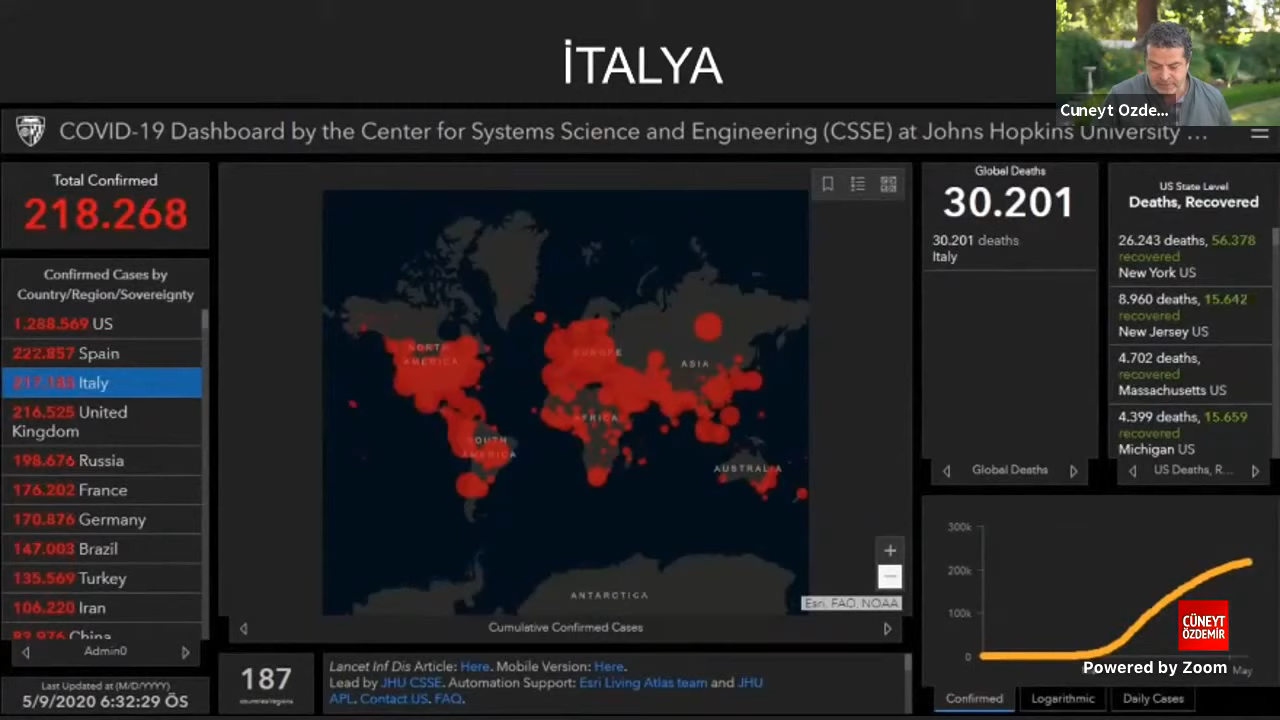 İTALYA
Cuneyt Ozde...
COVID-19 Dashboard by the Center for Systems Science and Engineering (CSSE) at Johns Hopkins University ...
Total Confirmed
218.268
Confirmed Cases by
Country/Region/Sovereignty
1.288.569 US
222.857 Spain
Italy
216.525 United
Kingdom
198.676 Russia
176.202 France
170.876 Germany
147.003 Brazil
135.569 Turkey
106.220 Iran
China
Admin0
Last Updated at (M/D/YYYY)
5/9/2020 6:32:29 ÖS
NORTH
AMERICA
EUROPE
ASIA
AFRICA
SOUTH
AMERICA
AUSTRALIA
ANTARCTICA
Esri, FAO, NOAA
Cumulative Confirmed Cases
187
countries/regions
Lancet Inf Dis Article: Here. Mobile Version: Here.
Lead by JHU CSSE. Automation Support: Esri Living Atlas team and JHU
APL. Contact US. FAQ.
Global Deaths
30.201
30.201 deaths
Italy
Global Deaths
US State Level
Deaths, Recovered
26.243 deaths, 56.378
recovered
New York US
8.960 deaths, 15.642
recovered
New Jersey US
4.702 deaths,
recovered
Massachusetts US
4.399 deaths, 15.659
recovered
Michigan US
US Deaths, R...
300k
200k
100k
0
May
CÜNEYT
ÖZDEMİR
Powered by Zoom
Confirmed
Logarithmic
Daily Cases